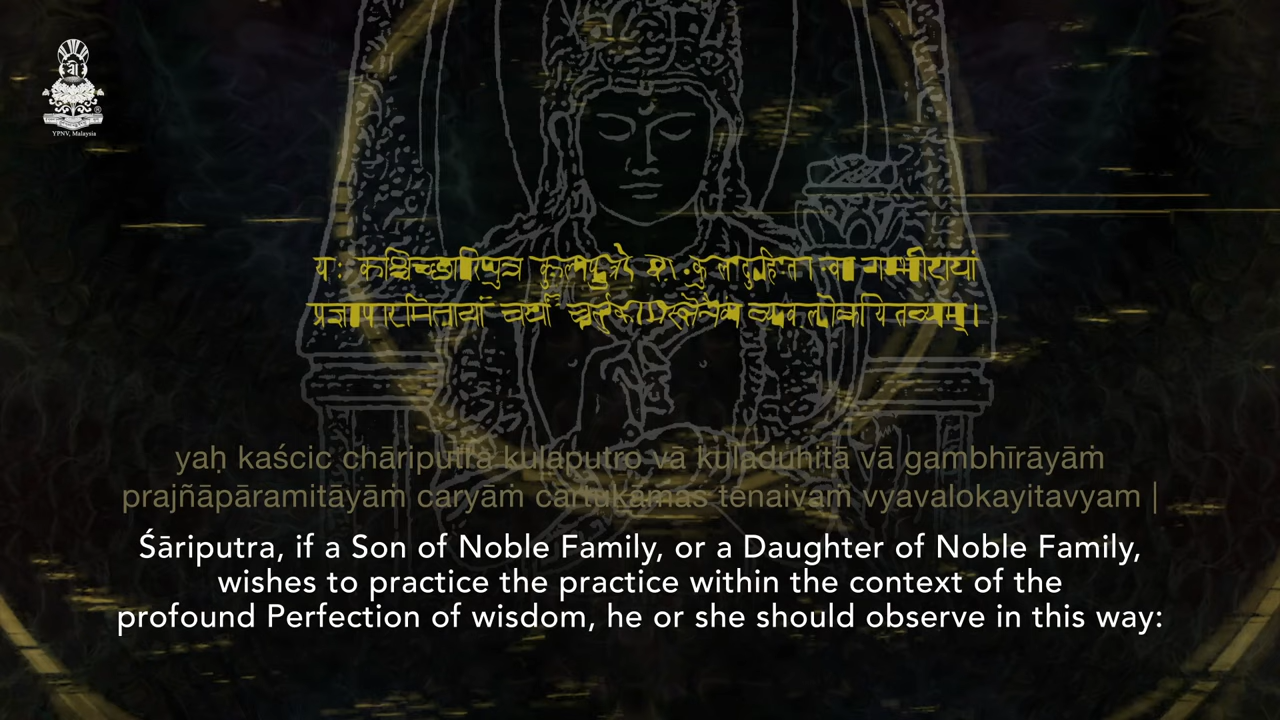 YPNV, Malaysia
यः कश्चिच्छारिपुत्र कुलपुत्रो वा कुलदुहिता वा गम्भीरायां
प्रज्ञापारमितायां चर्यां चर्तुकामस्तेनैवं व्यवलोकयितव्यम्।
yaḥ kaścic chāriputra kulaputro vā kuladuhitā vā gambhīrāyāṁ
prajñāpāramitāyāṁ caryāṁ cartukāmas tenaivaṁ vyavalokayitavyam |
Śāriputra, if a Son of Noble Family, or a Daughter of Noble Family,
wishes to practice the practice within the context of the
profound Perfection of wisdom, he or she should observe in this way: